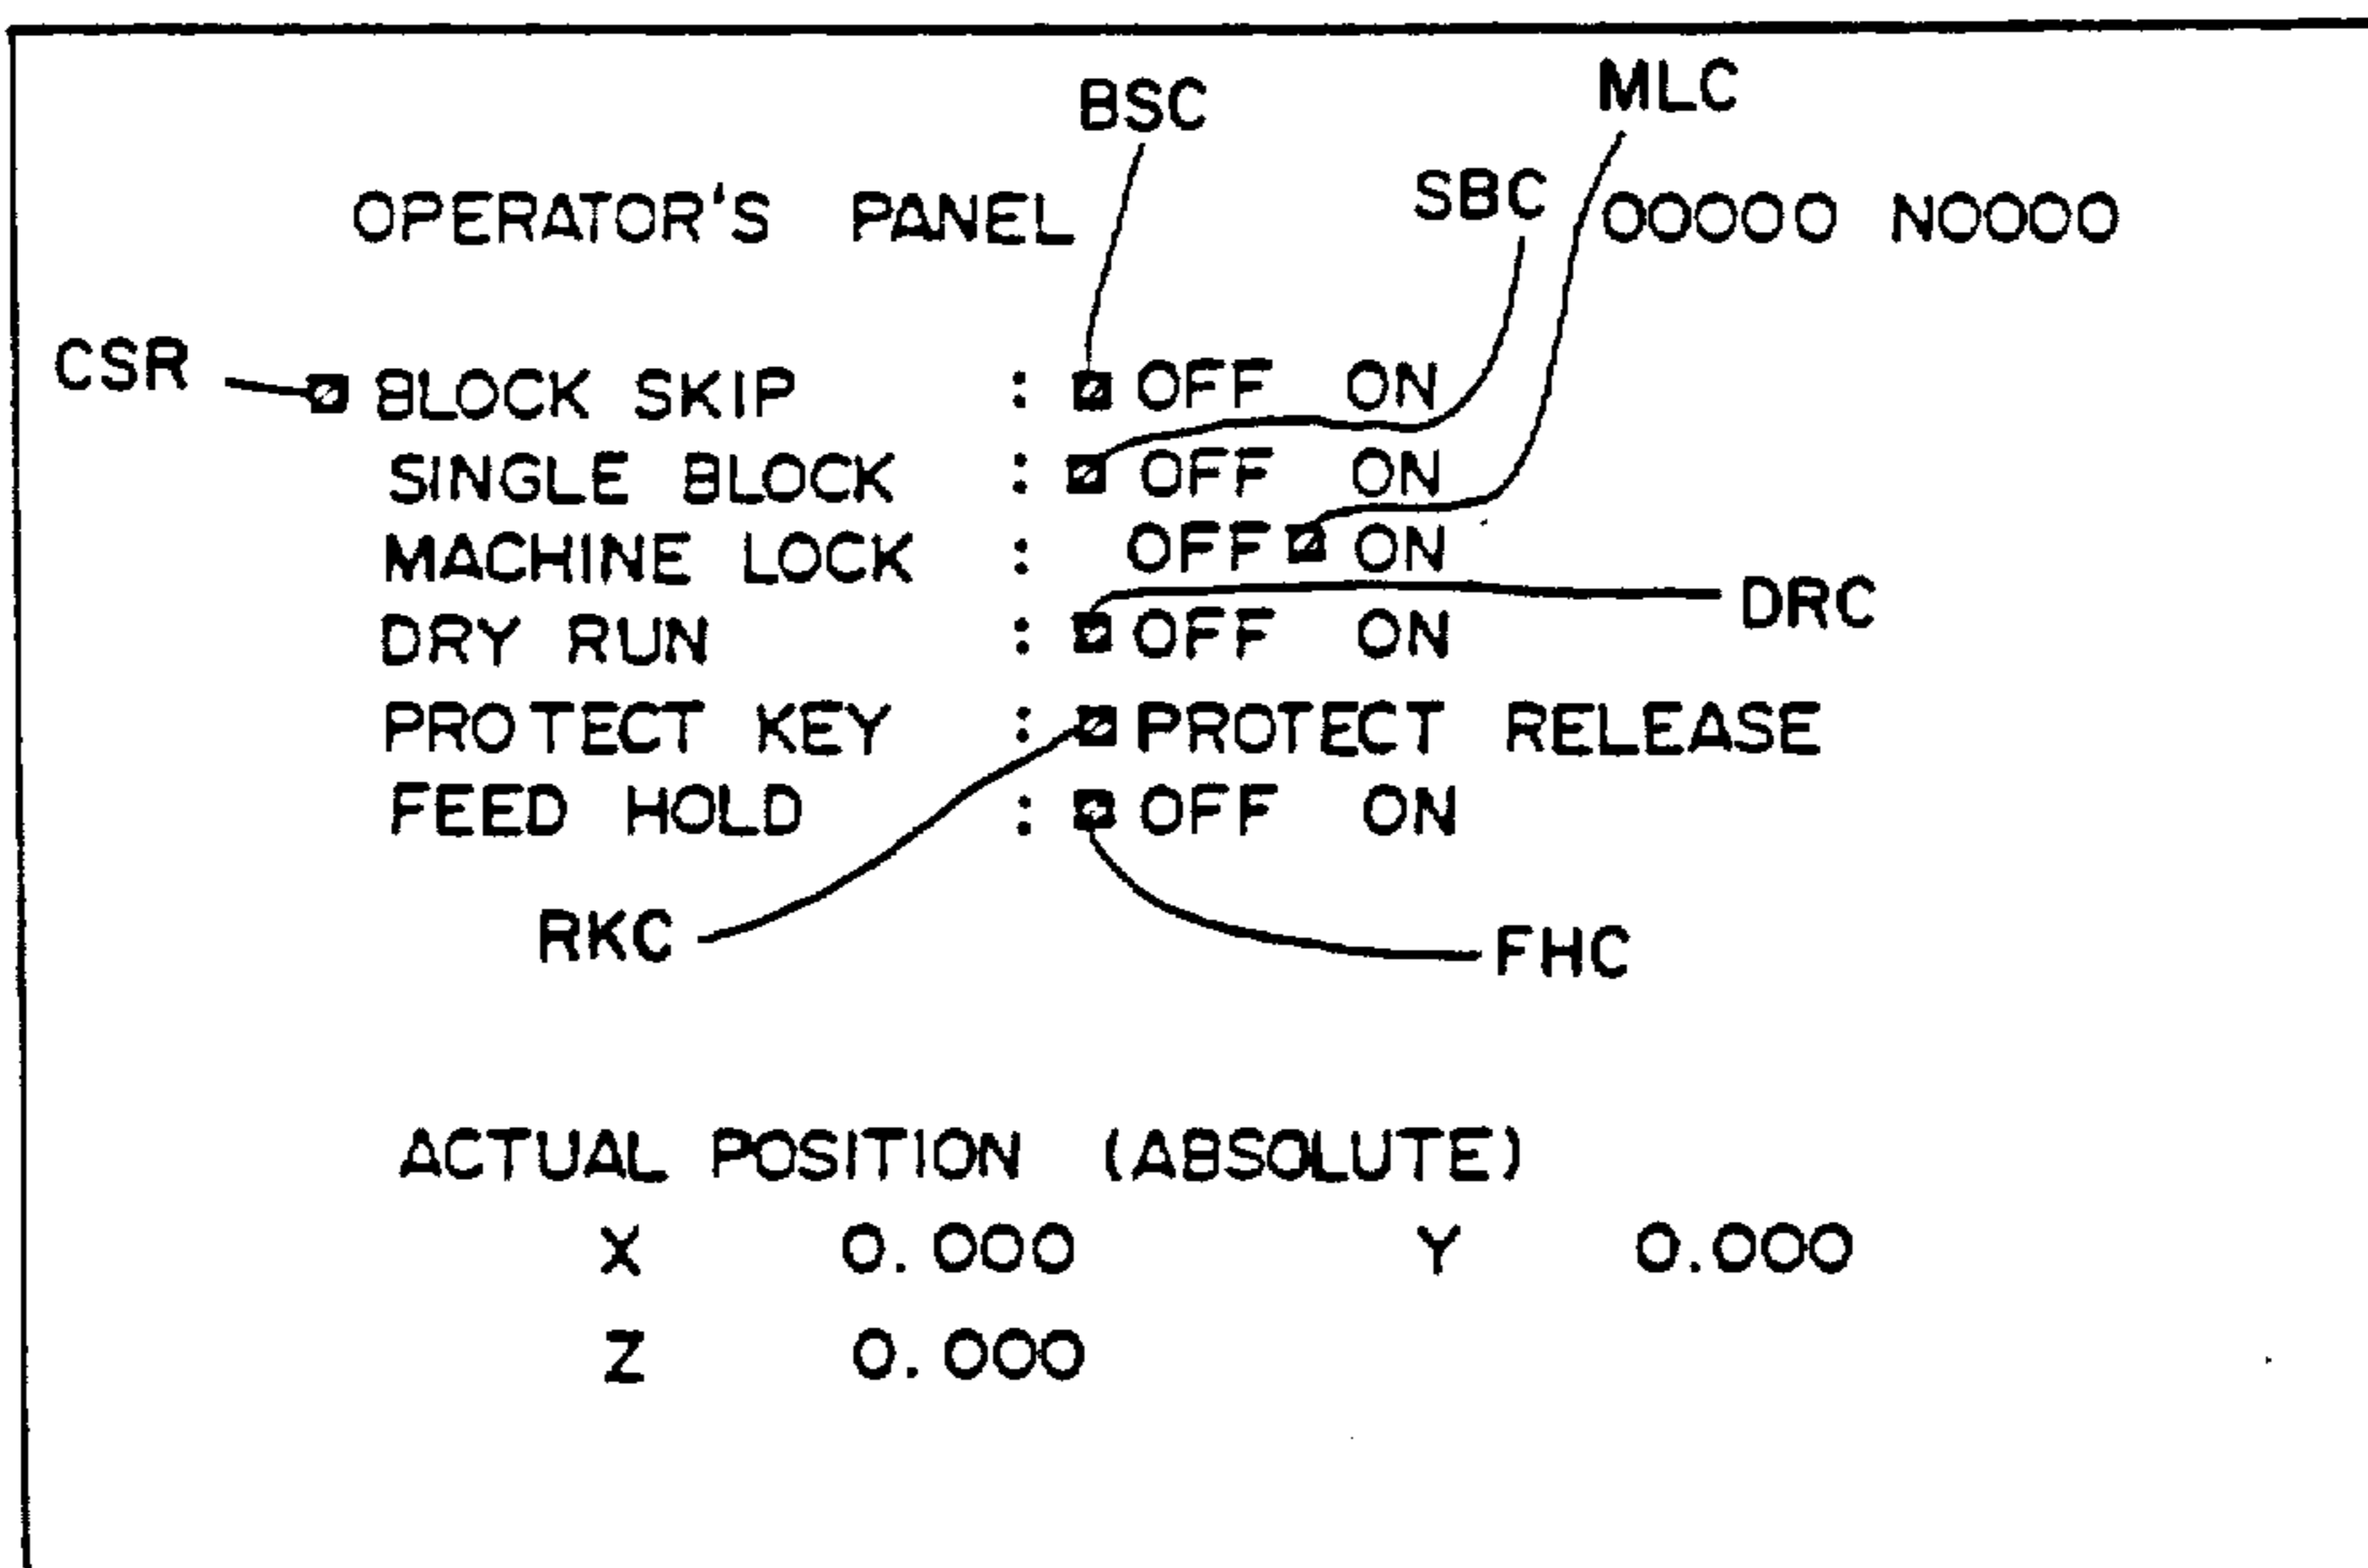 BSC MLC
OPERATOR'S PANEL SBC O0000 N0000
CSR BLOCK SKIP : OFF ON
SINGLE BLOCK : OFF ON
MACHINE LOCK : OFF ON
DRC
DRY RUN : OFF ON
PROTECT KEY : PROTECT RELEASE
FEED HOLD : OFF ON
RKC FHC
ACTUAL POSITION (ABSOLUTE)
X 0.000 Y 0.000
Z 0.000